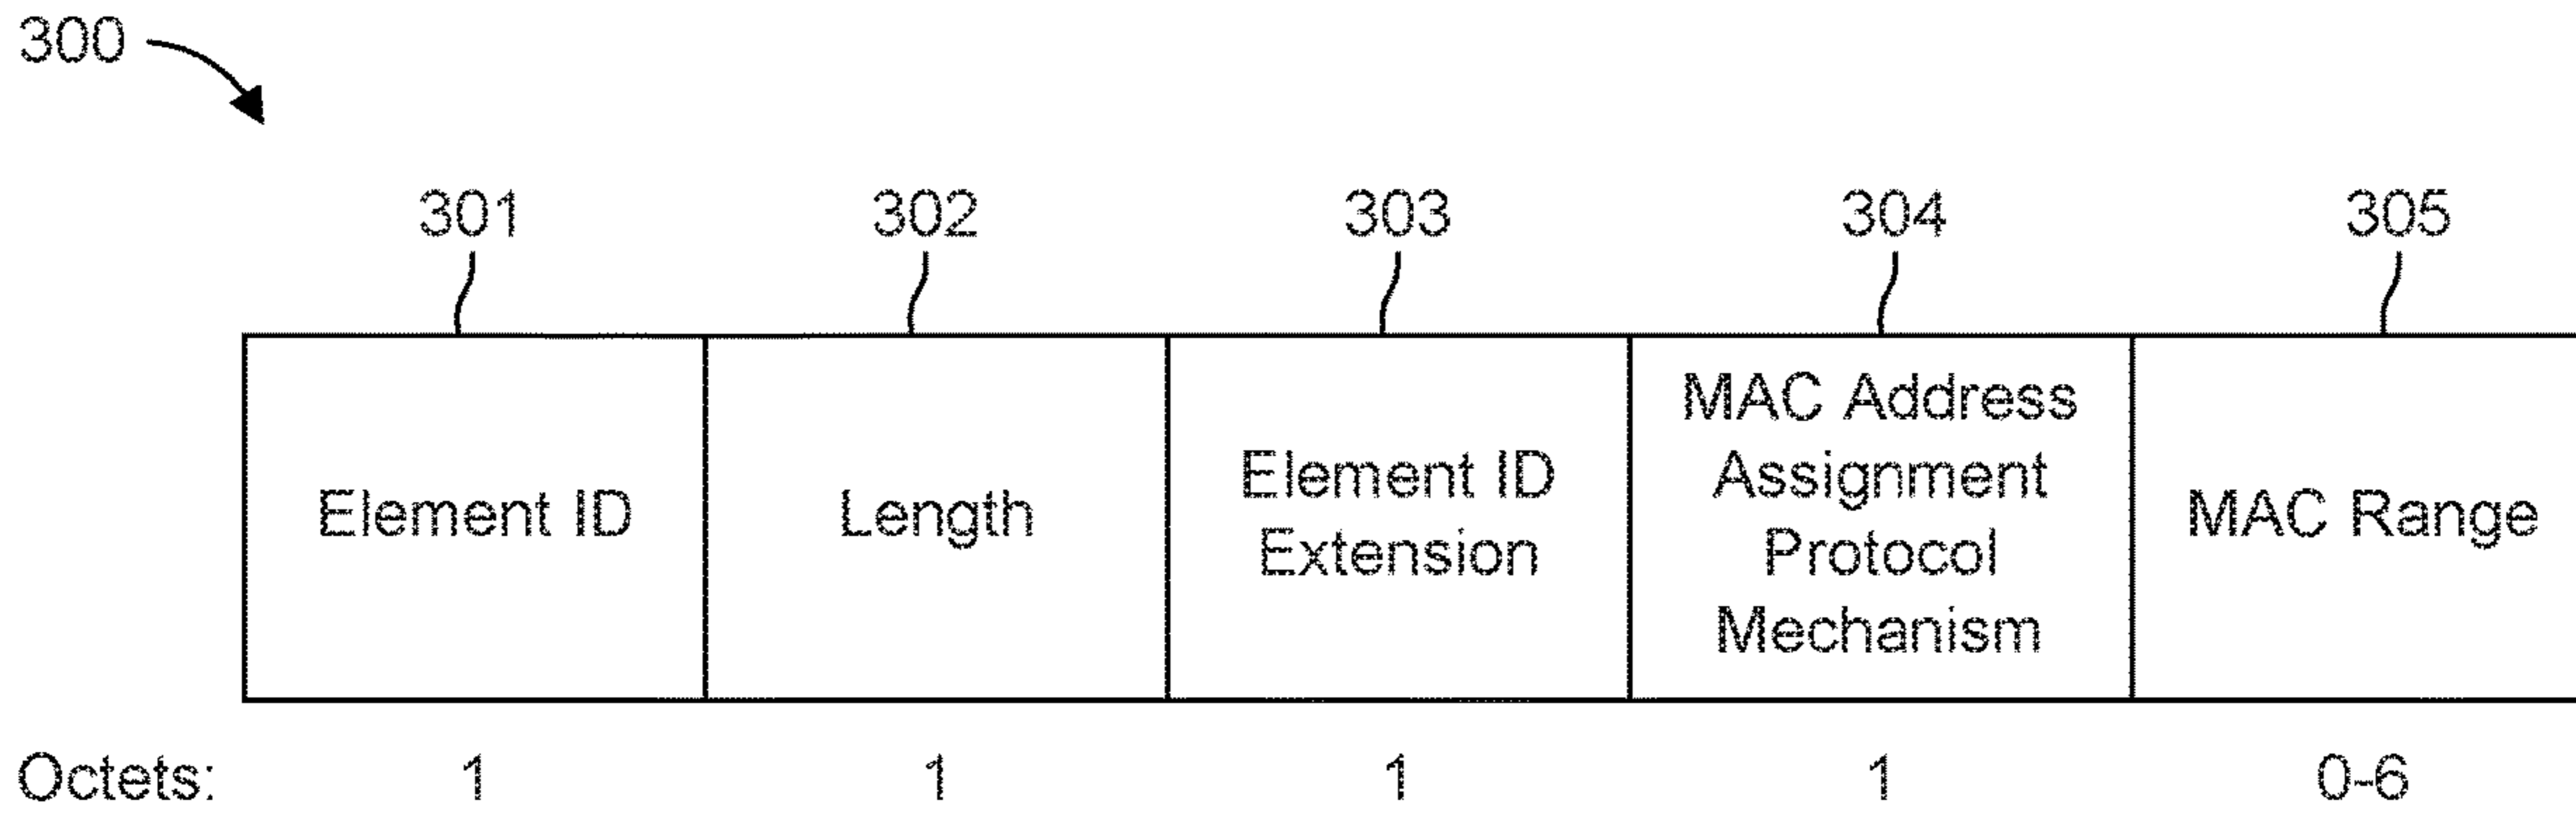 300
301 302 303 304 305
Element ID
Length
Element ID
Extension
MAC Address
Assignment
Protocol
Mechanism
MAC Range
Octets: 1 1 1 1 0-6